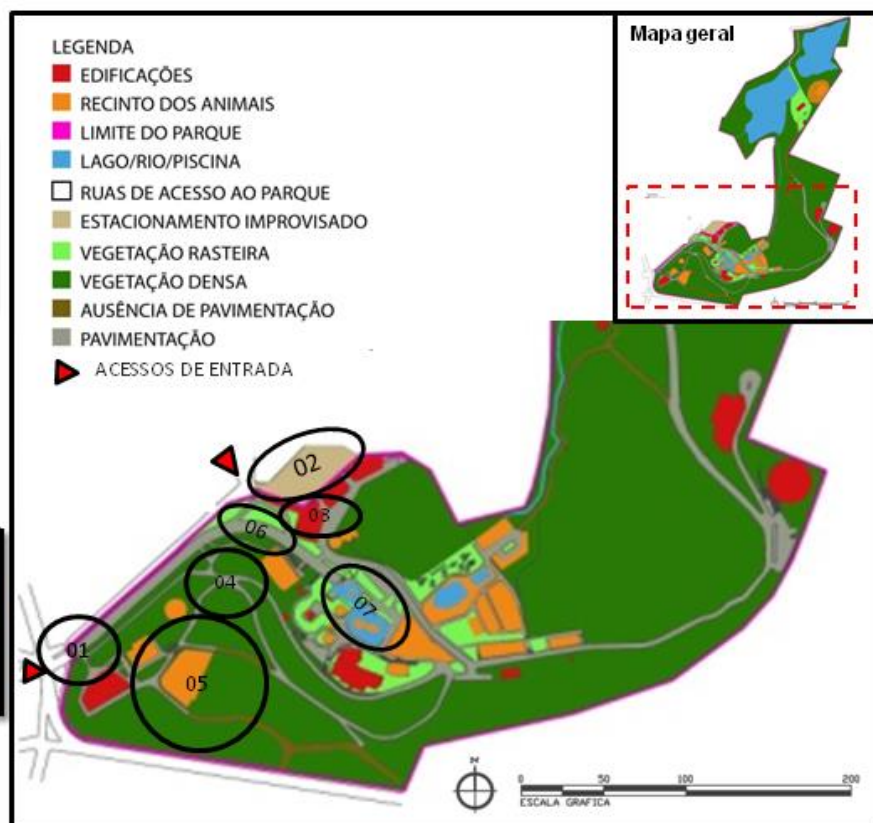 LEGENDA
EDIFICAÇÕES
RECINTO DOS ANIMAIS
LIMITE DO PARQUE
LAGO/RIO/PISCINA
RUAS DE ACESSO AO PARQUE
ESTACIONAMENTO IMPROVISADO
VEGETAÇÃO RASTEIRA
VEGETAÇÃO DENSA
AUSÊNCIA DE PAVIMENTAÇÃO
PAVIMENTAÇÃO
ACESSOS DE ENTRADA
Mapa geral
02
03
06
04
07
01
05
N
0 50 100 200
ESCALA GRAFICA